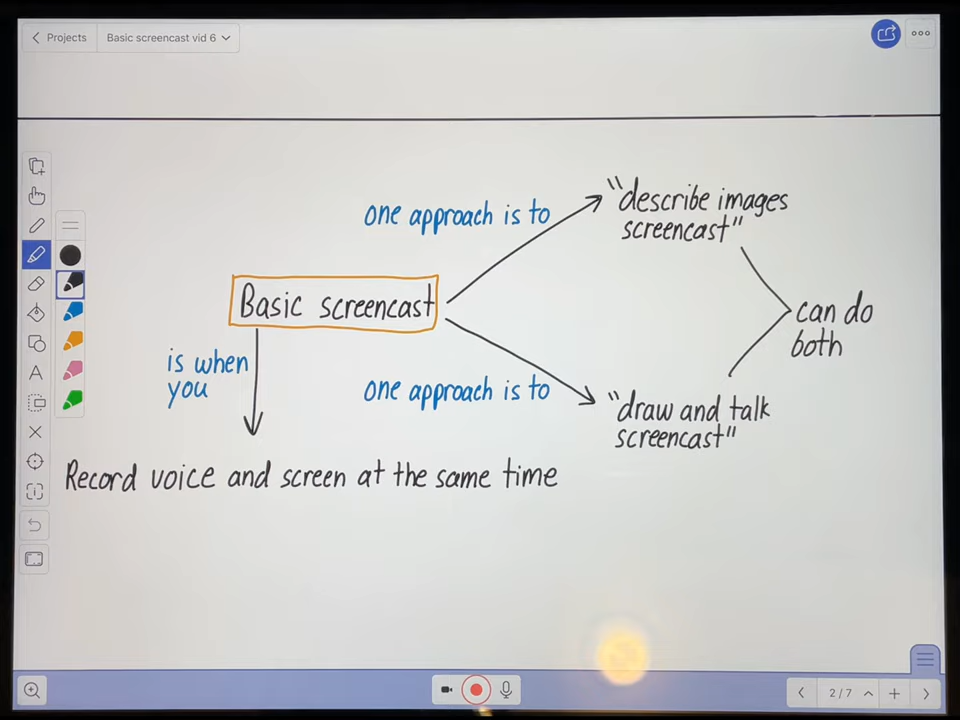 Projects
Basic screencast vid 6
one approach is to
"describe images
screencast"
Basic screencast
can do
both
is when
you
one approach is to
"draw and talk
screencast"
Record voice and screen at the same time
A
2/7